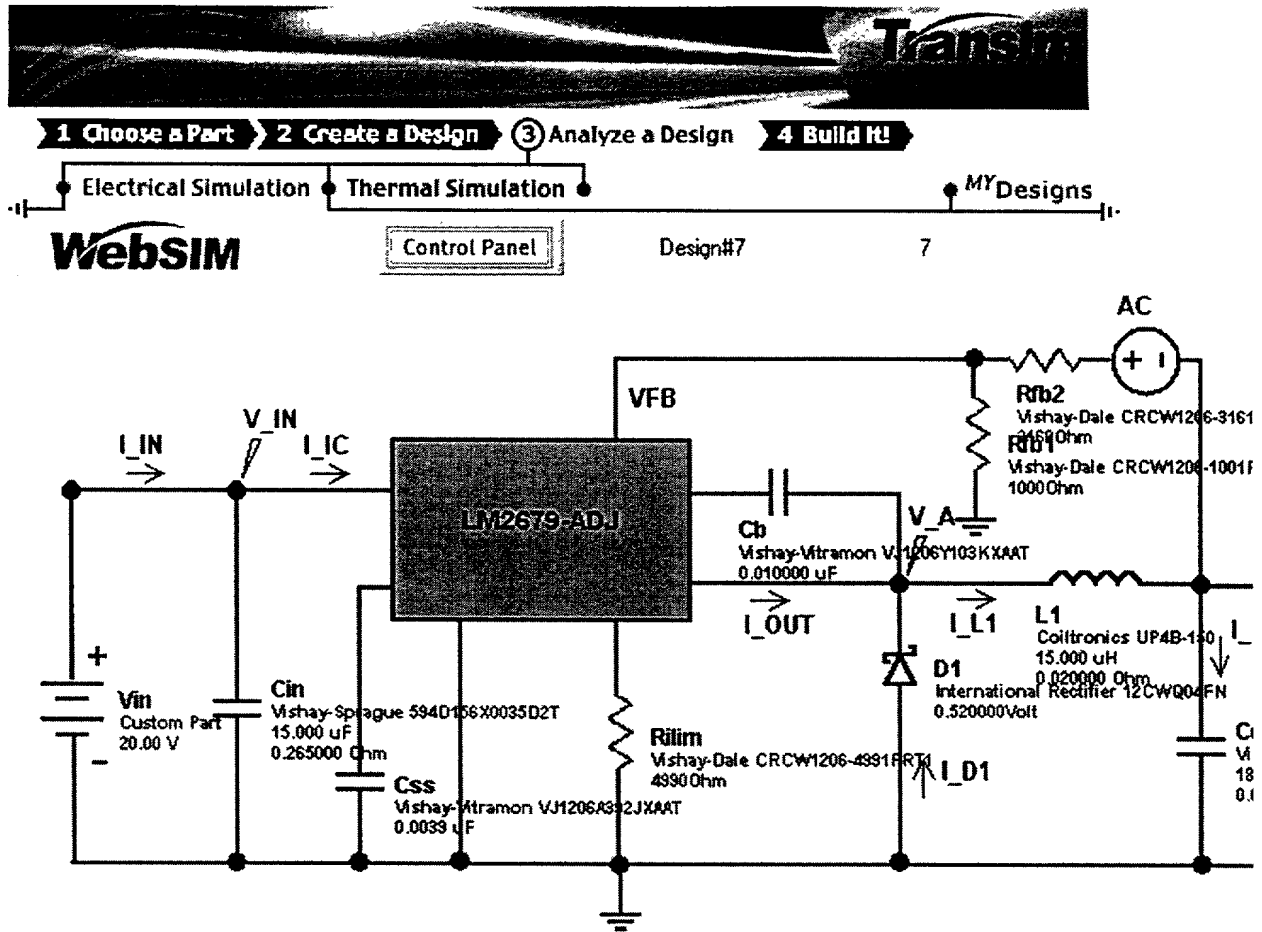 Transim
1 Choose a Part 2 Create a Design 3 Analyze a Design 4 Build It!
Electrical Simulation Thermal Simulation MY Designs
WebSIM Control Panel Design#7 7
AC
+ -
VFB
Rfb2
Vishay-Dale CRCW1206-3161
Rfb1
Vishay-Dale CRCW1206-1001F
1000Ohm
V_IN
I_IN I_IC
LM2679-ADJ
V_A
Cb
Vishay-Vitramon VJ1206Y103KXAAT
0.010000 uF
I_OUT I_L1
L1
Coiltronics UP4B-150
15.000 uH
0.020000 Ohm
I_
D1
International Rectifier 12CWQ04FN
0.520000Volt
I_D1
+
Vin
Custom Part
20.00 V
-
Cin
Vishay-Sprague 594D156X0035D2T
15.000 uF
0.265000 Ohm
Css
Vishay-Vitramon VJ1206A392JXAAT
0.0039 uF
Rilim
Vishay-Dale CRCW1206-4991FRT1
4990Ohm
Vi
18